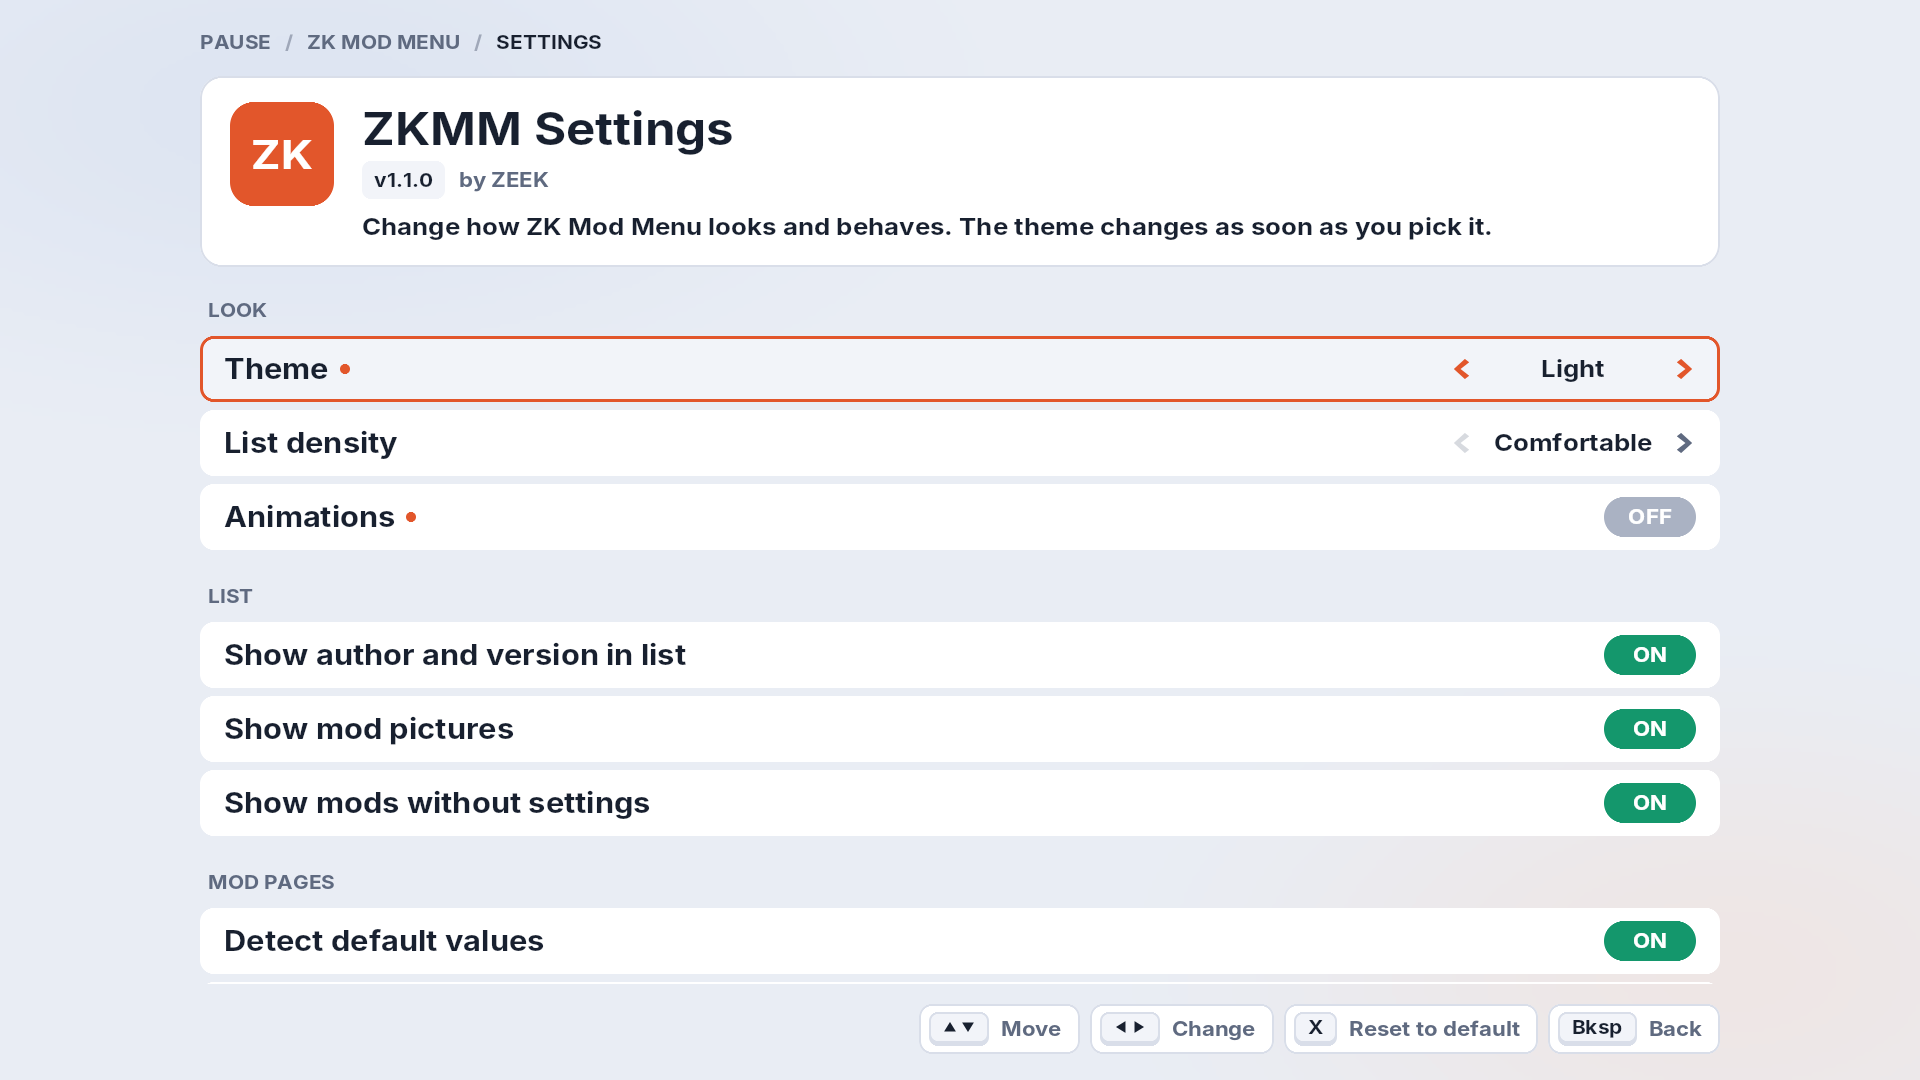 PAUSE / ZK MOD MENU / SETTINGS
ZK
ZKMM Settings
v1.1.0 by ZEEK
Change how ZK Mod Menu looks and behaves. The theme changes as soon as you pick it.
LOOK
Theme Light
List density Comfortable
Animations OFF
LIST
Show author and version in list ON
Show mod pictures ON
Show mods without settings ON
MOD PAGES
Detect default values ON
Move Change X Reset to default Bksp Back